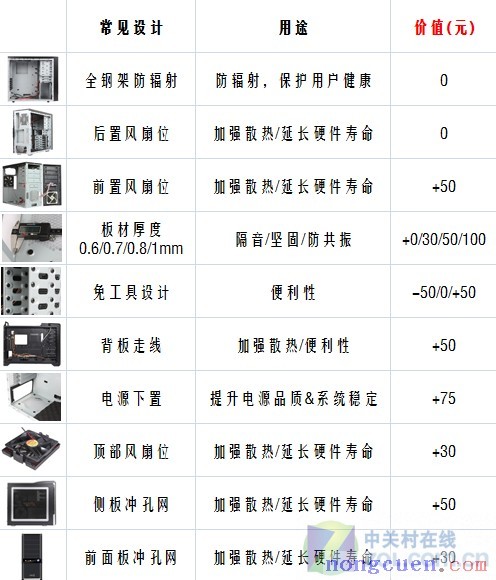 常见设计 用途 价值(元)
全钢架防辐射 防辐射，保护用户健康 0
后置风扇位 加强散热/延长硬件寿命 0
前置风扇位 加强散热/延长硬件寿命 +50
板材厚度
0.6/0.7/0.8/1mm 隔音/坚固/防共振 +0/30/50/100
免工具设计 便利性 -50/0/+50
背板走线 加强散热/便利性 +50
电源下置 提升电源品质&系统稳定 +75
顶部风扇位 加强散热/延长硬件寿命 +30
侧板冲孔网 加强散热/延长硬件寿命 +50
中关村在线
前面板冲孔网 加强散热/延长硬件寿命 +30
nongcuen.com